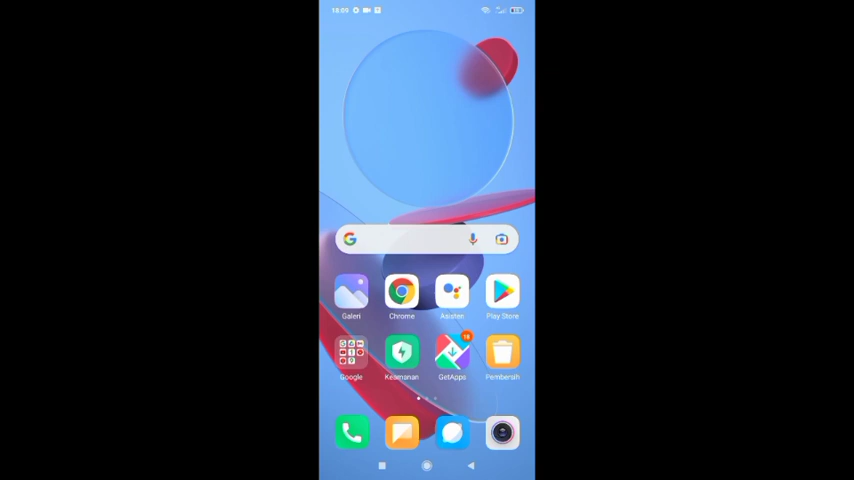 18:05
Galeri
Chrome
Asisten
Play Store
Google
Keamanan
GetApps
Pembersih